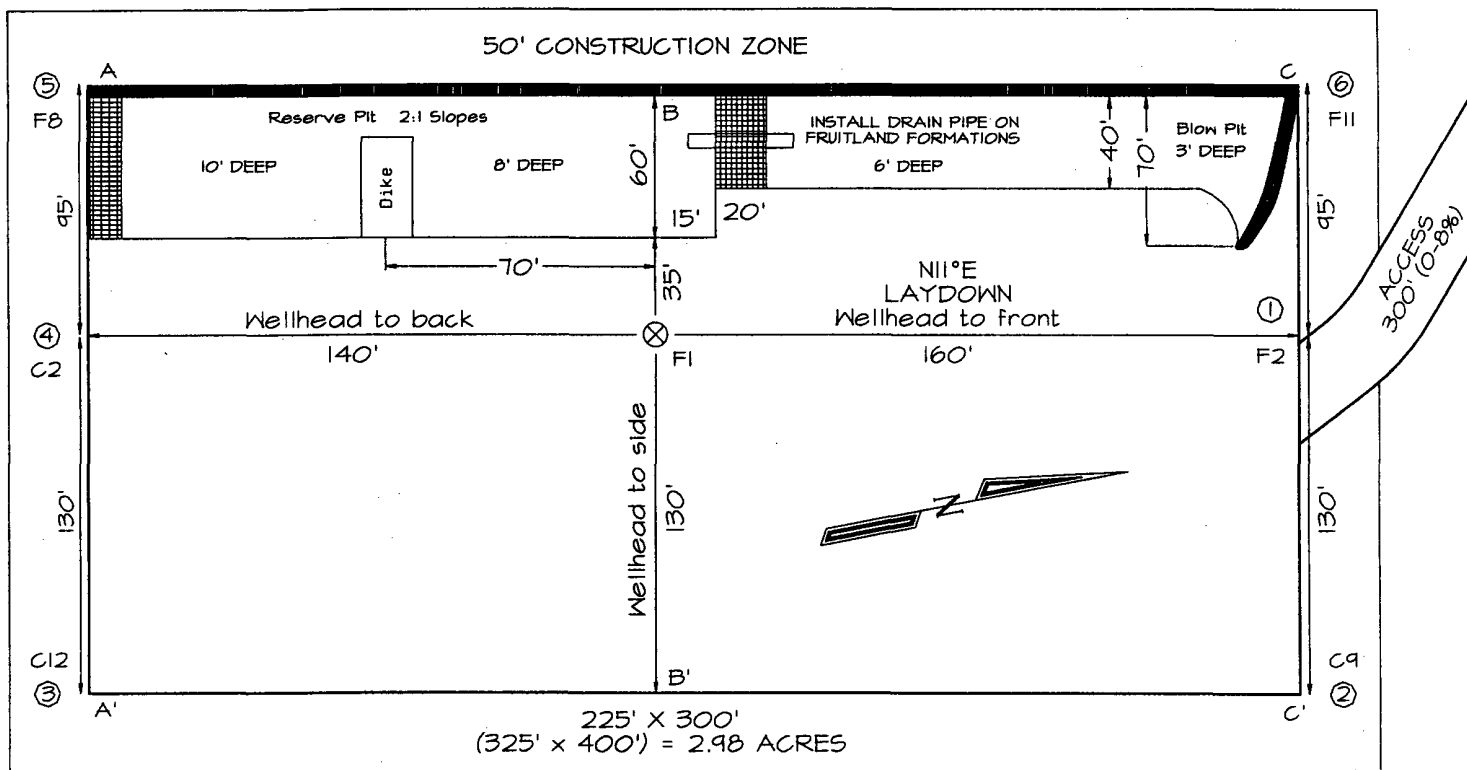 50' CONSTRUCTION ZONE
A
C
⑤
⑥
F8
Reserve Pit 2:1 Slopes
B
INSTALL DRAIN PIPE ON
FRUITLAND FORMATIONS
Blow Pit
3' DEEP
F11
10' DEEP
Dike
8' DEEP
60'
6' DEEP
40'
70'
95'
15'
20'
95'
ACCESS
300' (0-8%)
70'
35'
N11°E
LAYDOWN
④
Wellhead to back
Wellhead to front
①
C2
140'
F1
160'
F2
Wellhead to side
130'
130'
130'
N
C12
C9
③
B'
②
A'
C'
225' X 300'
(325' x 400') = 2.98 ACRES